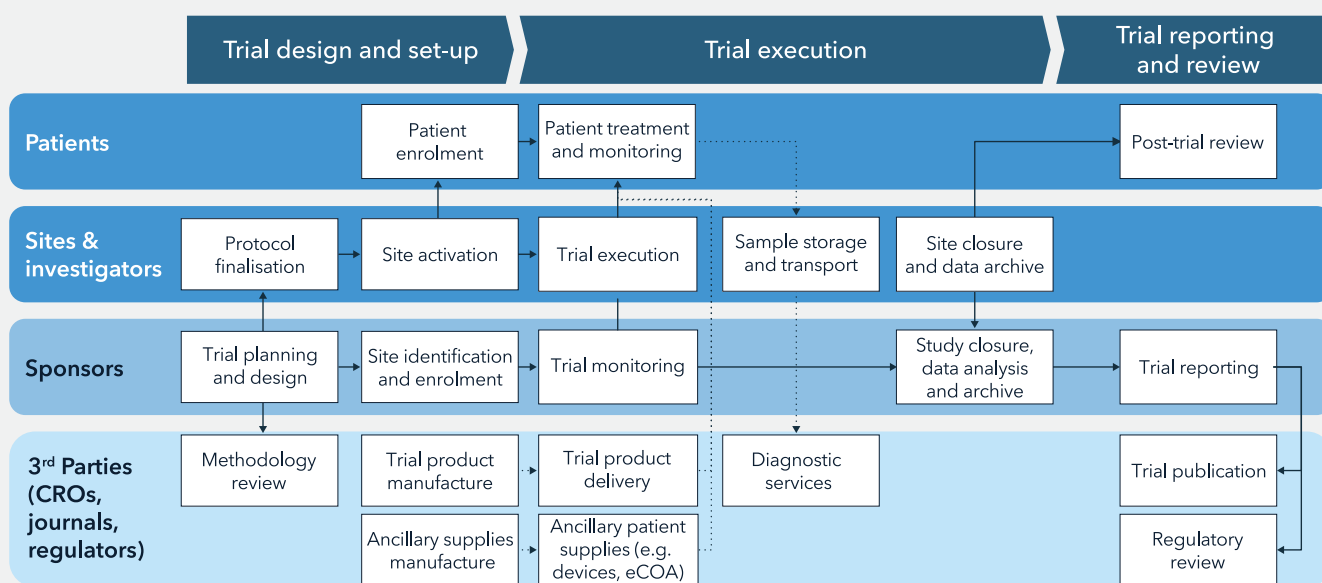 Trial design and set-up
Trial execution
Trial reporting
and review
Patients
Patient
enrolment
Patient treatment
and monitoring
Post-trial review
Sites &
investigators
Protocol
finalisation
Site activation
Trial execution
Sample storage
and transport
Site closure
and data archive
Sponsors
Trial planning
and design
Site identification
and enrolment
Trial monitoring
Study closure,
data analysis
and archive
Trial reporting
3rd Parties
(CROs,
journals,
regulators)
Methodology
review
Trial product
manufacture
Trial product
delivery
Diagnostic
services
Trial publication
Ancillary supplies
manufacture
Ancillary patient
supplies (e.g.
devices, eCOA)
Regulatory
review